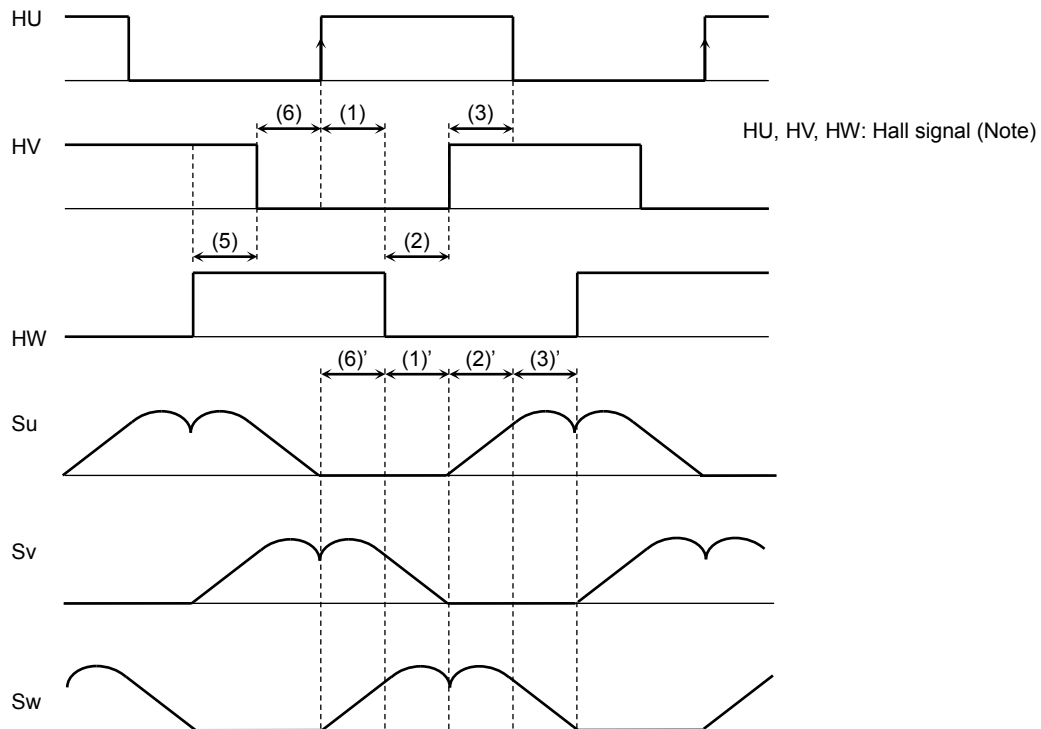 HU
(6) (1) (3)
HU, HV, HW: Hall signal (Note)
HV
(5) (2)
HW
(6)’ (1)’ (2)’ (3)’
Su
Sv
Sw